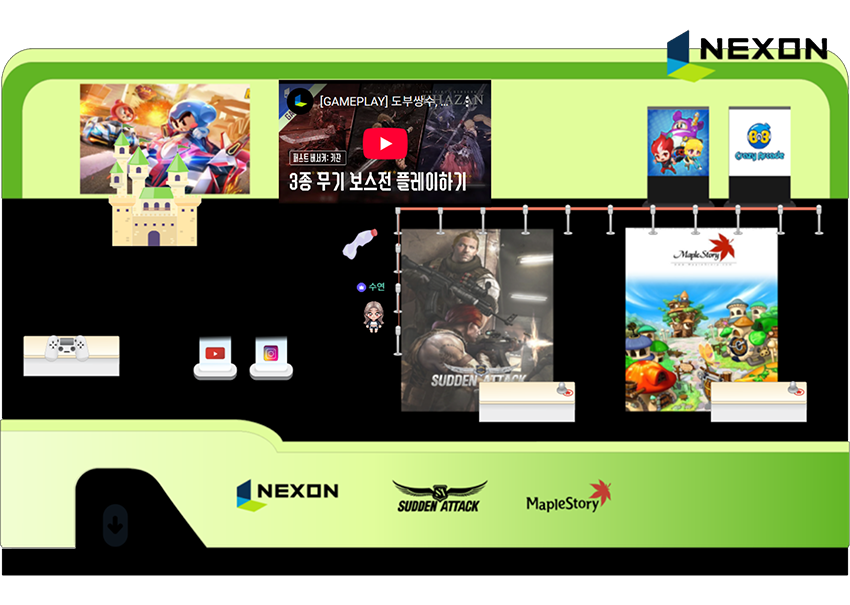 NEXON
[GAMEPLAY] 도부쌍수, ...
KHAZAN
퍼스트 버서커: 카잔
3종 무기 보스전 플레이하기
Crazy Arcade
MapleStory
수연
SUDDEN ATTACK
NEXON
SUDDEN ATTACK
MapleStory